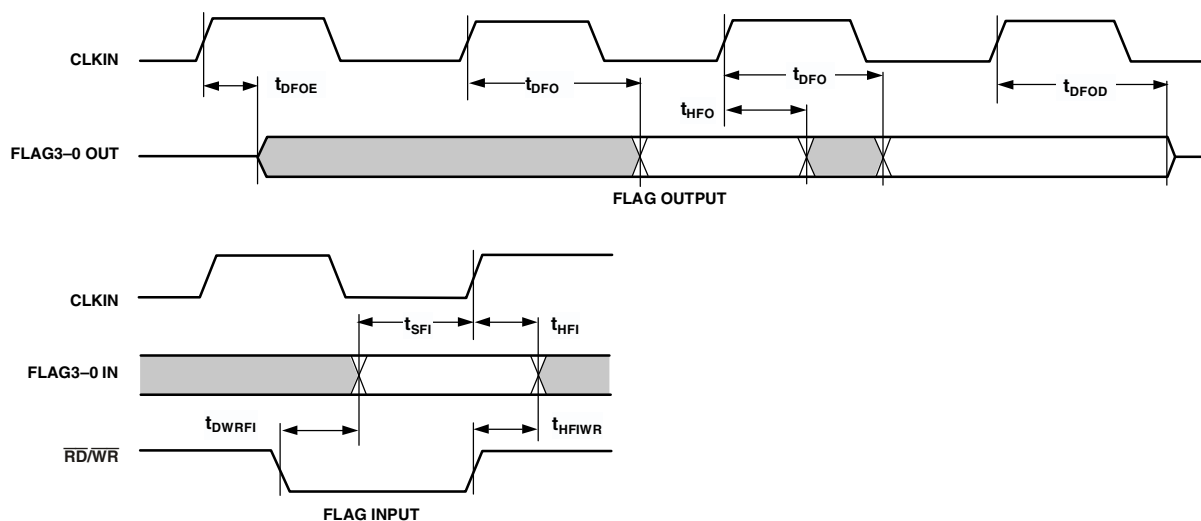 CLKIN
tDFOE
tDFO
tDFO
tHFO
tDFOD
FLAG3–0 OUT
FLAG OUTPUT
CLKIN
tSFI
tHFI
FLAG3–0 IN
tDWRFI
tHFIWR
RD/WR
FLAG INPUT